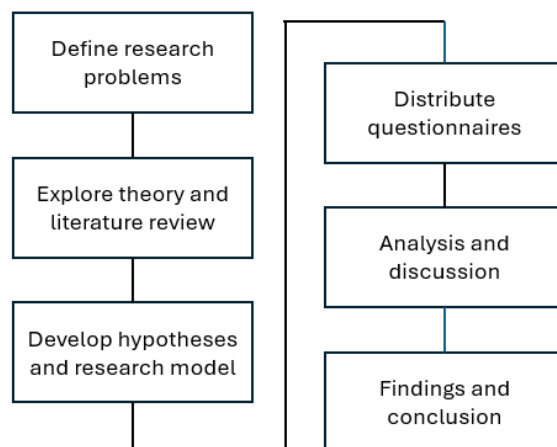 Define research
problems
Explore theory and
literature review
Develop hypotheses
and research model
Distribute
questionnaires
Analysis and
discussion
Findings and
conclusion